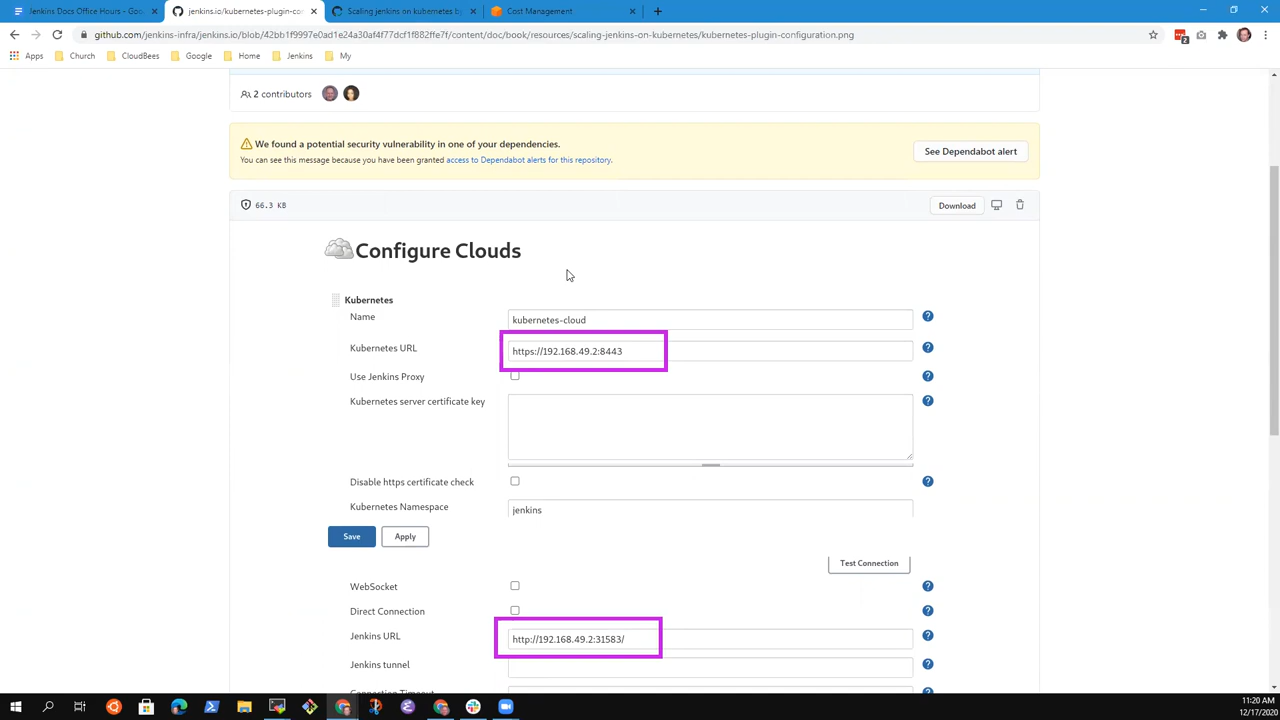 Jenkins Docs Office Hours - Goo
jenkins.io/kubernetes-plugin-co
Scaling jenkins on kubernetes by
Cost Management
github.com/jenkins-infra/jenkins.io/blob/42bb1f9997e0ad1e24a30af4f77dcf1d882ffe7f/content/doc/book/resources/scaling-jenkins-on-kubernetes/kubernetes-plugin-configuration.png
2
Apps Church CloudBees Google Home Jenkins My
2 contributors
We found a potential security vulnerability in one of your dependencies.
You can see this message because you have been granted access to Dependabot alerts for this repository.
See Dependabot alert
66.3 KB
Download
Configure Clouds
Kubernetes
Name
kubernetes-cloud
Kubernetes URL
https://192.168.49.2:8443
Use Jenkins Proxy
Kubernetes server certificate key
Disable https certificate check
Kubernetes Namespace
jenkins
Save Apply
Test Connection
WebSocket
Direct Connection
Jenkins URL
http://192.168.49.2:31583/
Jenkins tunnel
Connection Timeout
11:20 AM
12/17/2020